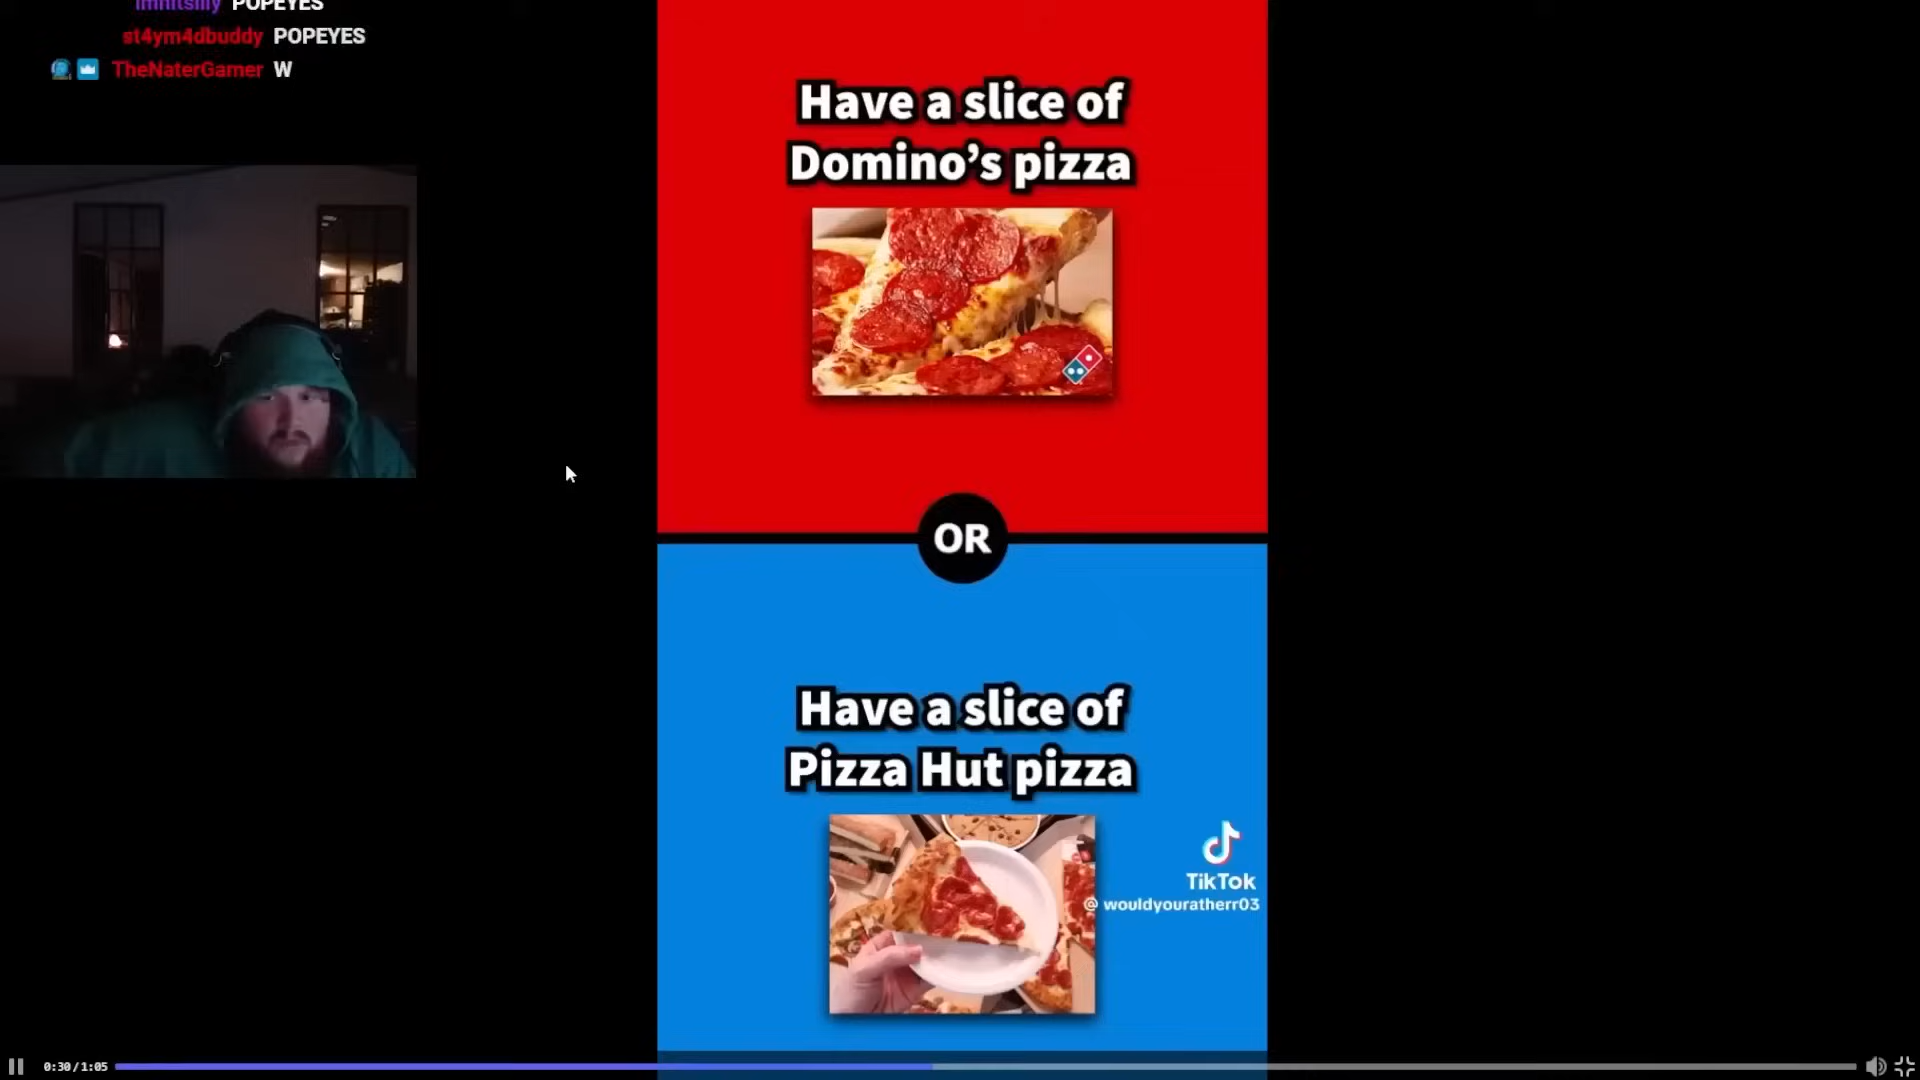 imnitsilly POPEYES
st4ym4dbuddy POPEYES
TheNaterGamer W
Have a slice of
Domino's pizza
OR
Have a slice of
Pizza Hut pizza
TikTok
@ wouldyouratherr03
0:30/1:05